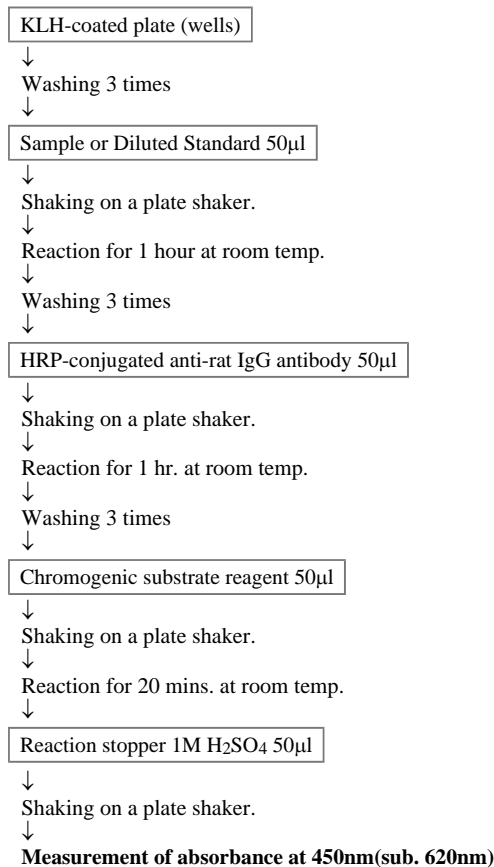 KLH-coated plate (wells)
↓
Washing 3 times
↓
Sample or Diluted Standard 50μl
↓
Shaking on a plate shaker.
↓
Reaction for 1 hour at room temp.
↓
Washing 3 times
↓
HRP-conjugated anti-rat IgG antibody 50μl
↓
Shaking on a plate shaker.
↓
Reaction for 1 hr. at room temp.
↓
Washing 3 times
↓
Chromogenic substrate reagent 50μl
↓
Shaking on a plate shaker.
↓
Reaction for 20 mins. at room temp.
↓
Reaction stopper 1M H2SO4 50μl
↓
Shaking on a plate shaker.
↓
Measurement of absorbance at 450nm(sub. 620nm)